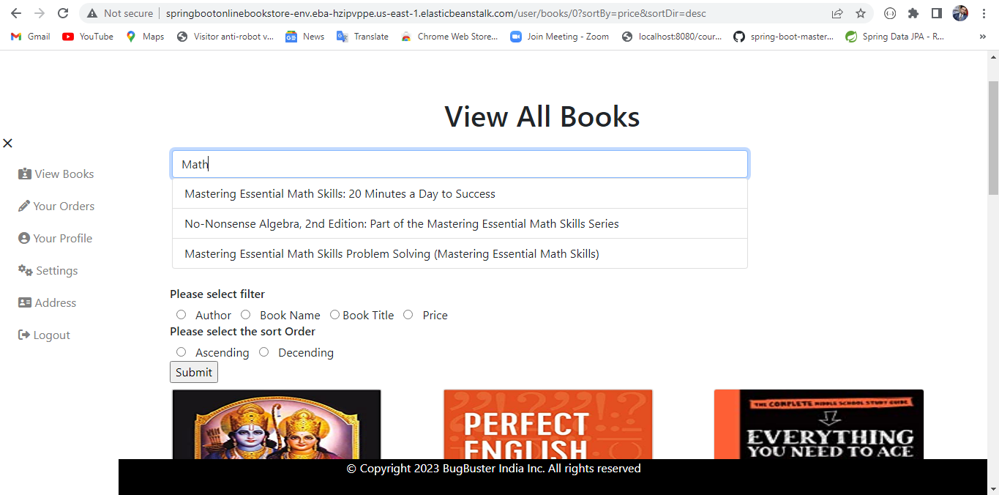 Not secure springbootonlinebookstore-env.eba-hzipvppe.us-east-1.elasticbeanstalk.com/user/books/0?sortBy=price&sortDir=desc
Gmail YouTube Maps Visitor anti-robot v... News Translate Chrome Web Store... Join Meeting - Zoom localhost:8080/cour... spring-boot-master... Spring Data JPA - R... »
View All Books
Math
Mastering Essential Math Skills: 20 Minutes a Day to Success
No-Nonsense Algebra, 2nd Edition: Part of the Mastering Essential Math Skills Series
Mastering Essential Math Skills Problem Solving (Mastering Essential Math Skills)
View Books
Your Orders
Your Profile
Settings
Address
Logout
Please select filter
Author Book Name Book Title Price
Please select the sort Order
Ascending Decending
Submit
PERFECT
ENGLISH
THE COMPLETE MIDDLE SCHOOL STUDY GUIDE
EVERYTHING
YOU NEED TO ACE
© Copyright 2023 BugBuster India Inc. All rights reserved